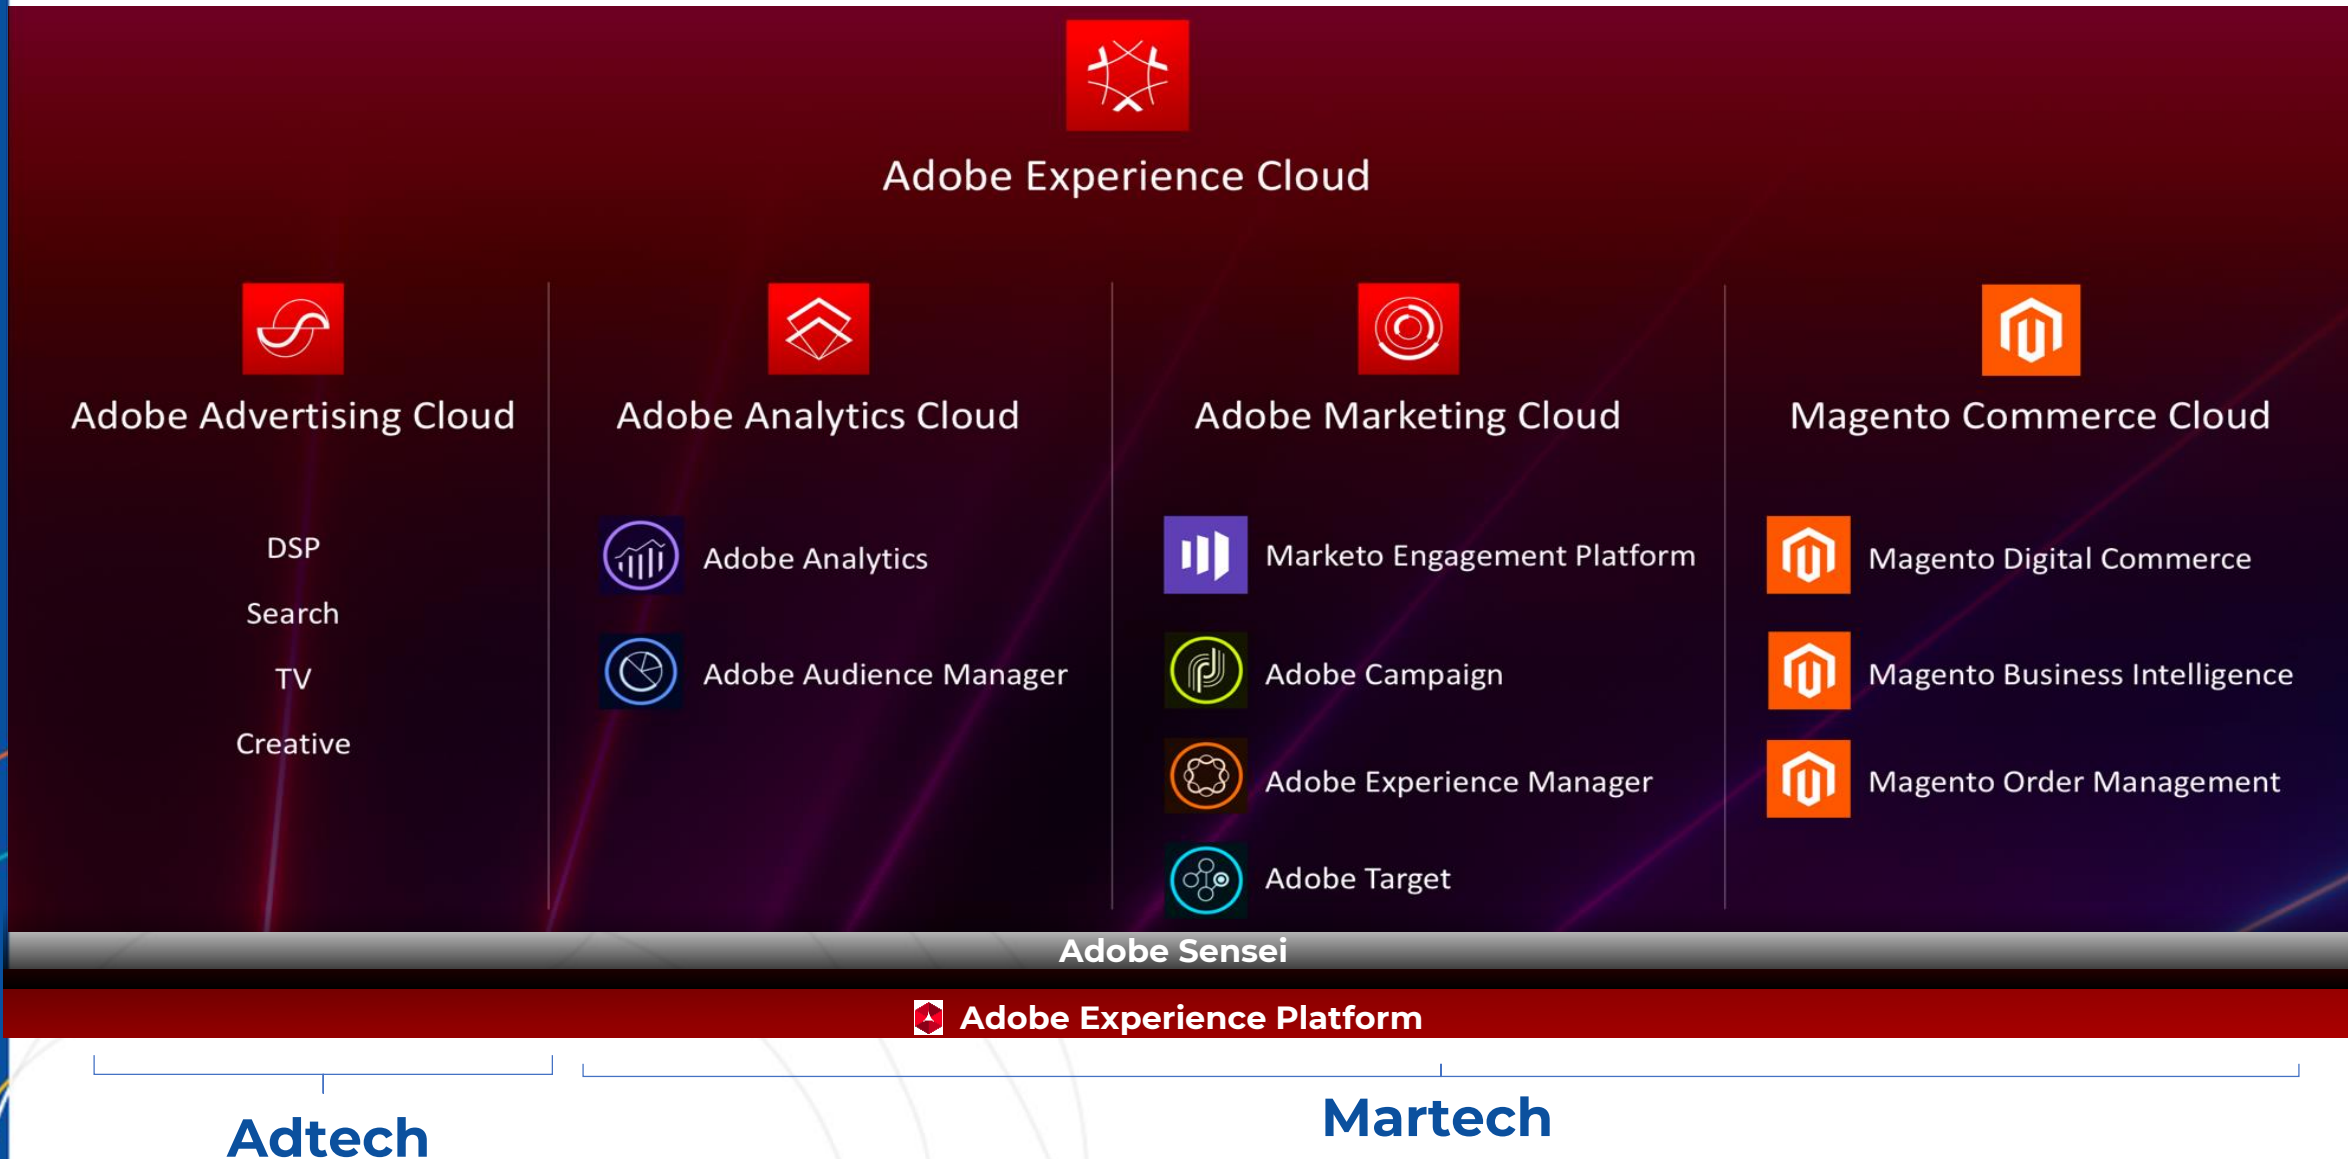 Adobe Experience Cloud
Adobe Advertising Cloud
DSP
Search
TV
Creative
Adobe Analytics Cloud
Adobe Analytics
Adobe Audience Manager
Adobe Marketing Cloud
Marketo Engagement Platform
Adobe Campaign
Adobe Experience Manager
Adobe Target
Magento Commerce Cloud
Magento Digital Commerce
Magento Business Intelligence
Magento Order Management
Adobe Sensei
Adobe Experience Platform
Adtech
Martech